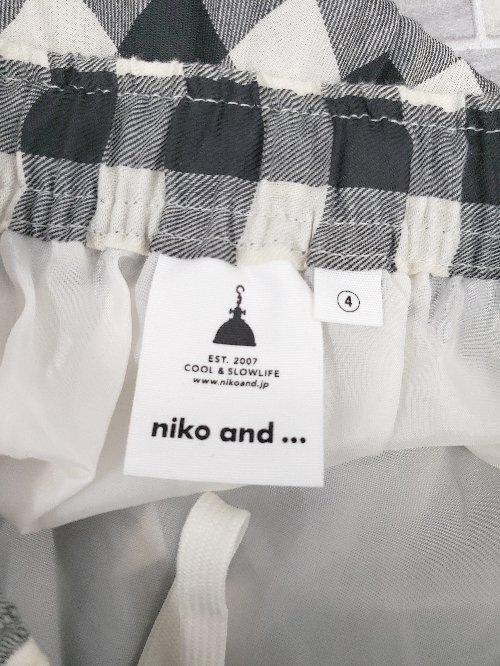 EST. 2007
COOL & SLOWLIFE
www.nikoand.jp
niko and ...
④